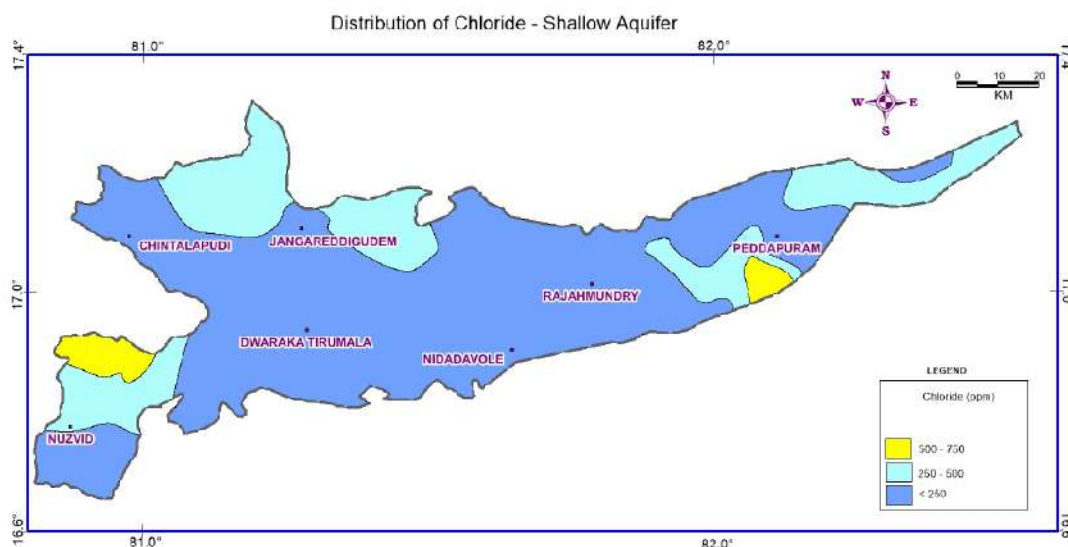 Distribution of Chloride - Shallow Aquifer
81.0° 82.0°
17.4 17.4
N
W E
S
0 10 20
KM
CHINTALAPUDI
JANGAREDDIGUDEM
PEDDAPURAM
17.0
RAJAHMUNDRY
DWARAKA TIRUMALA
NIDADAVOLE
NUZVID
LEGEND
Chloride (ppm)
500 - 750
250 - 500
< 250
16.6
81.0° 82.0°